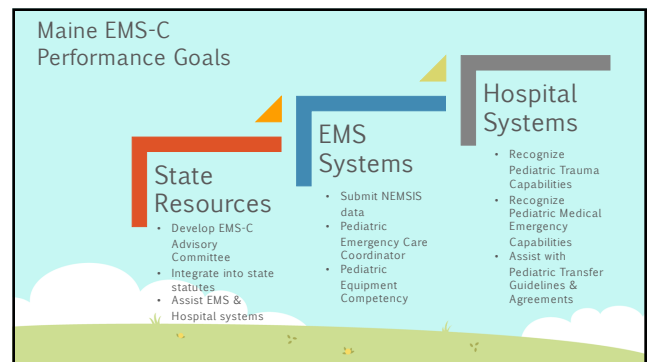 Maine EMS-C
Performance Goals
State
Resources
• Develop EMS-C
Advisory
Committee
• Integrate into state
statutes
• Assist EMS &
Hospital systems
EMS
Systems
• Submit NEMSIS
data
• Pediatric
Emergency Care
Coordinator
• Pediatric
Equipment
Competency
Hospital
Systems
• Recognize
Pediatric Trauma
Capabilities
• Recognize
Pediatric Medical
Emergency
Capabilities
• Assist with
Pediatric Transfer
Guidelines &
Agreements